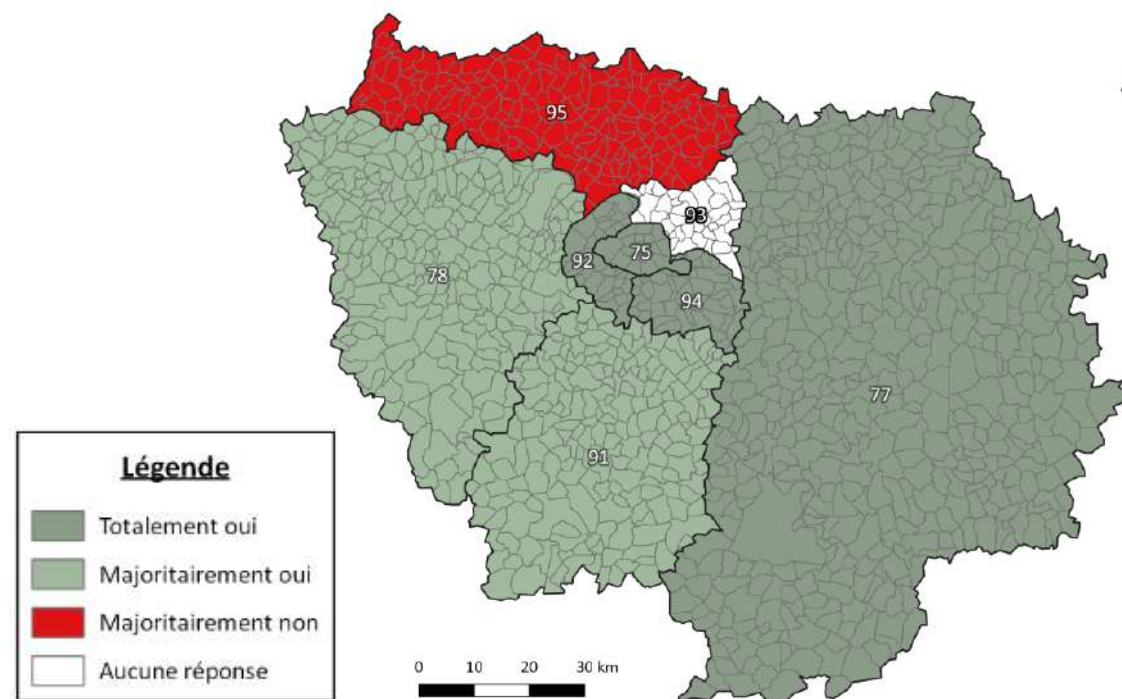 95
93
92
75
78
94
77
91
Légende
Totalement oui
Majoritairement oui
Majoritairement non
Aucune réponse
0 10 20 30 km